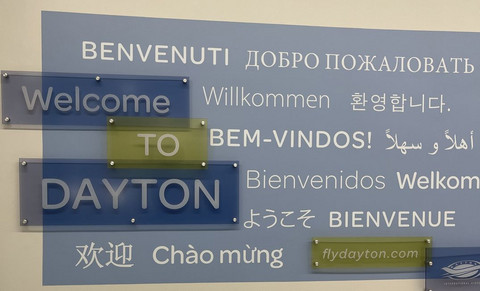 BENVENUTI ДОБРО ПОЖАЛОВАТЬ
Welcome Willkommen 환영합니다.
TO BEM-VINDOS! أهلاً و سهلاً
DAYTON Bienvenidos Welkom
ようこそ BIENVENUE
欢迎 Chào mừng flydayton.com